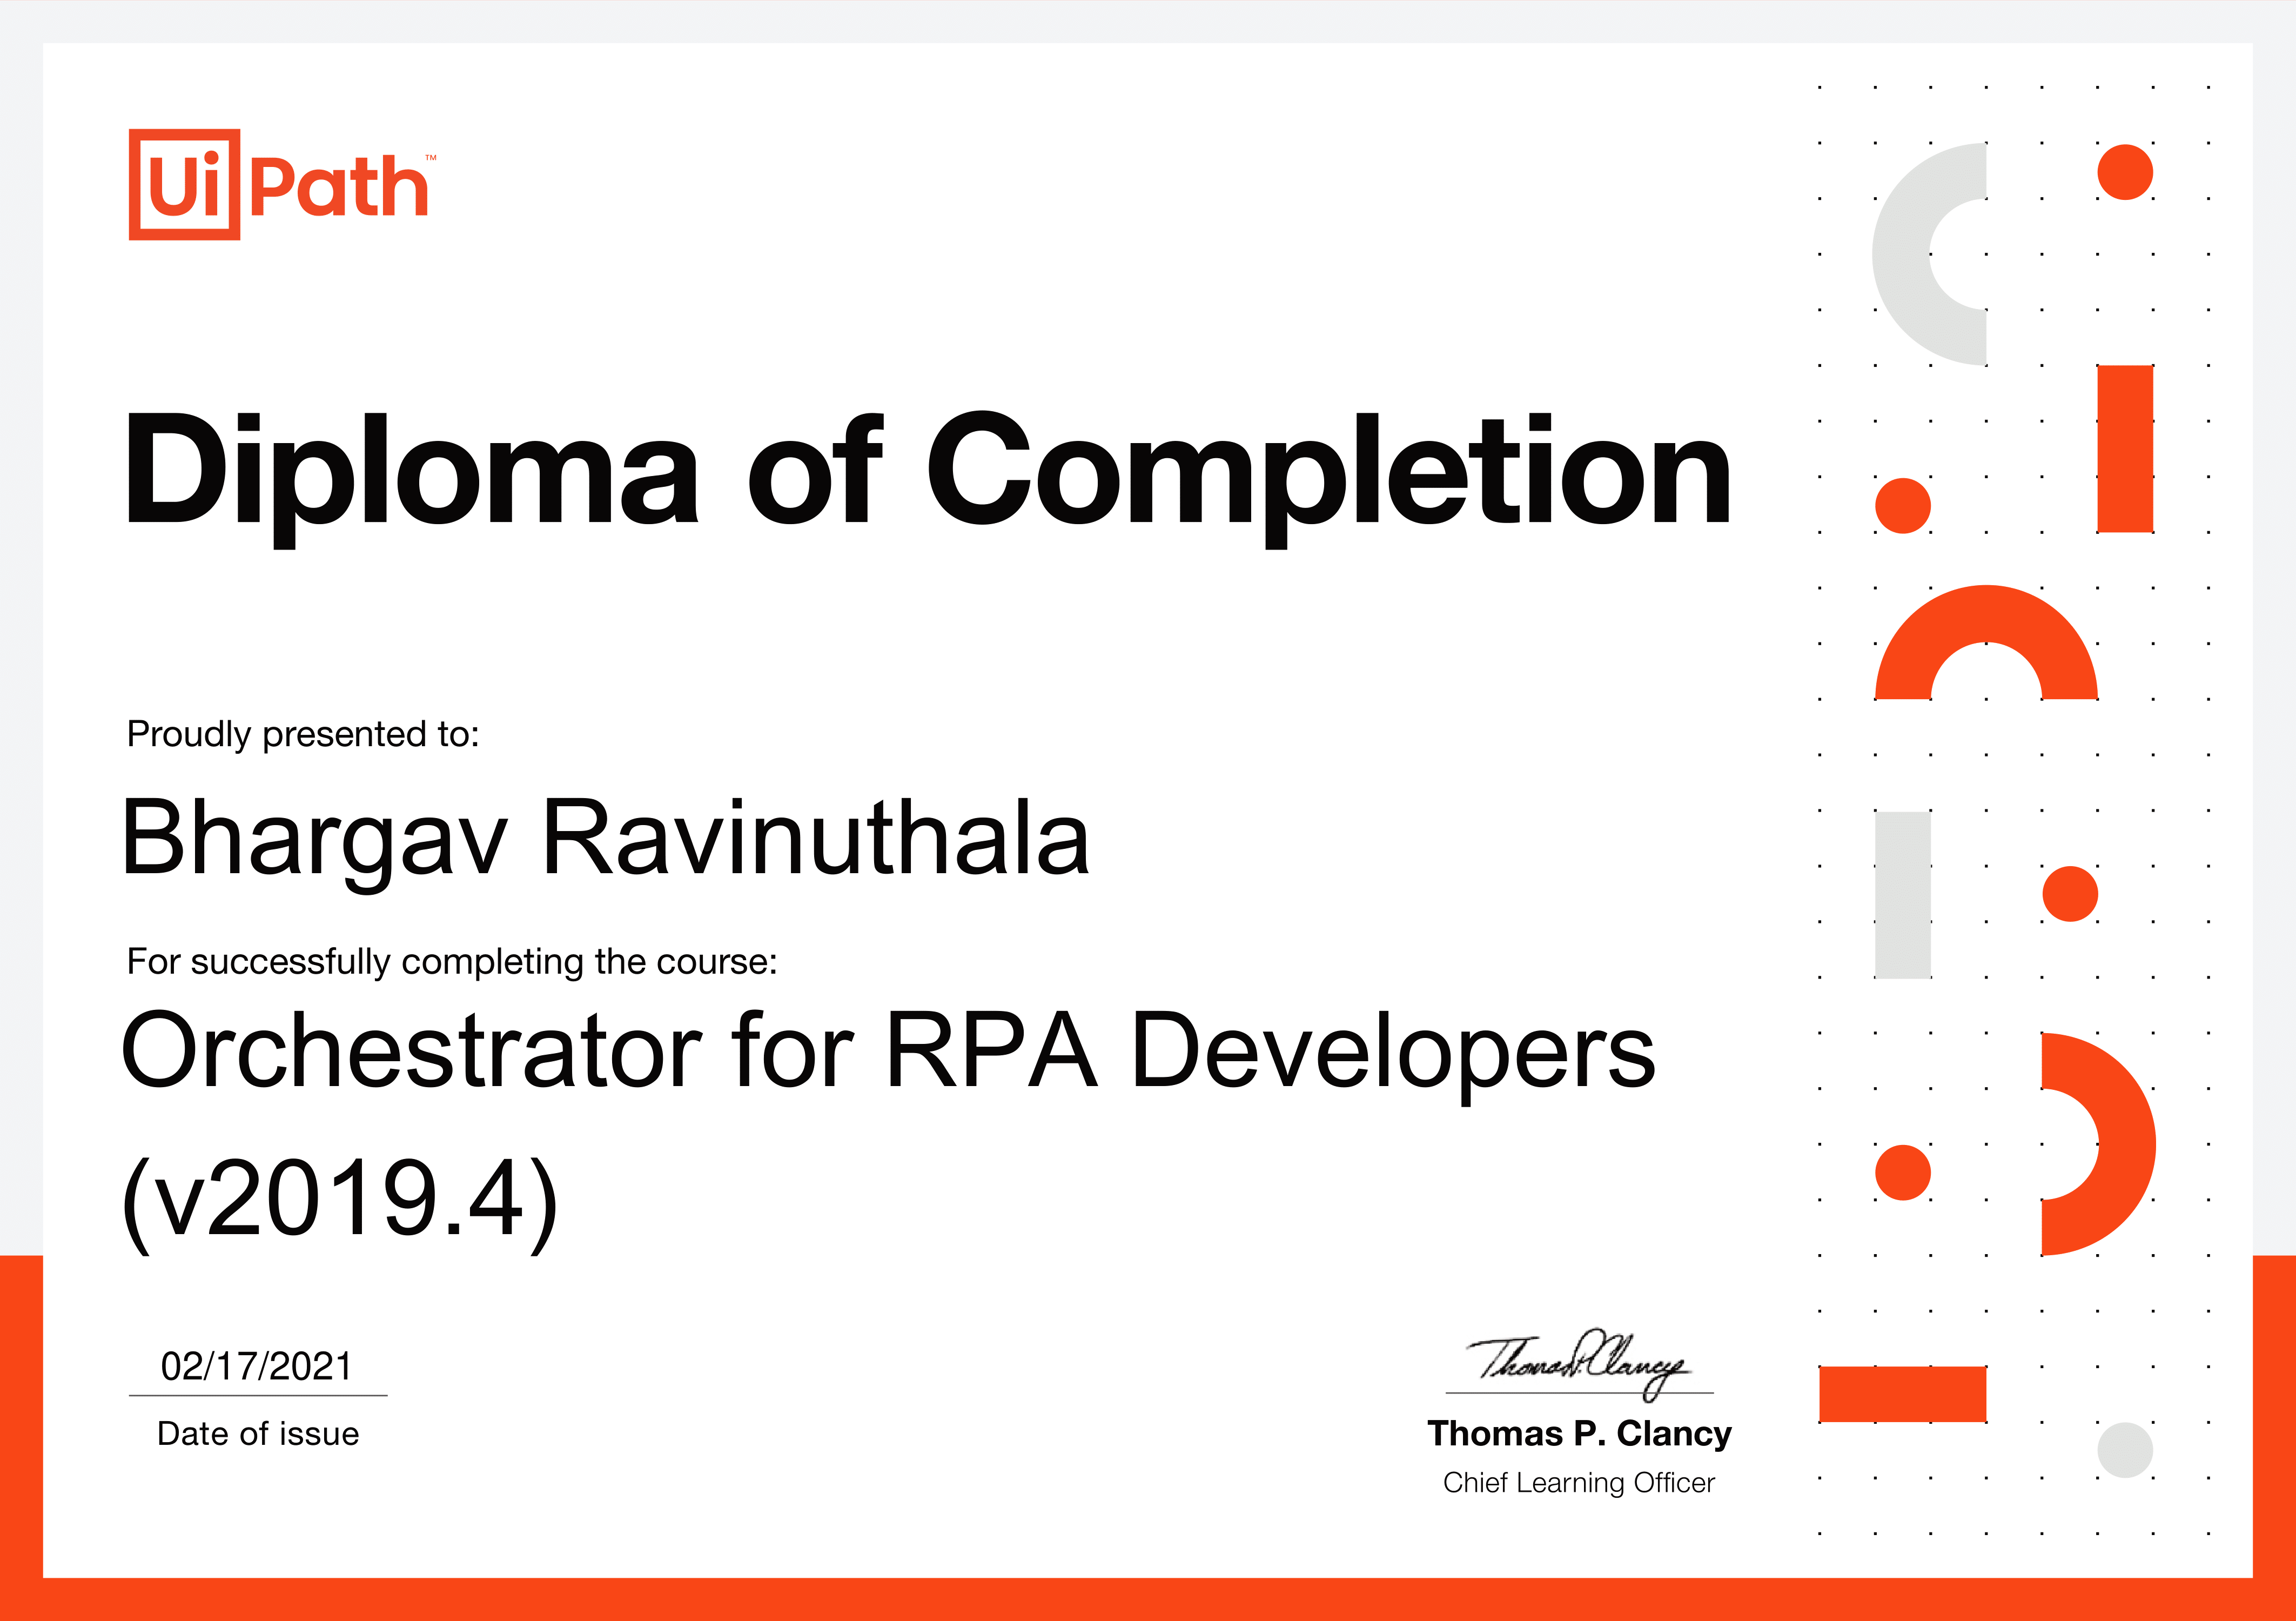 UiPath™
Diploma of Completion
Proudly presented to:
Bhargav Ravinuthala
For successfully completing the course:
Orchestrator for RPA Developers
(v2019.4)
02/17/2021
Date of issue
Thomas P. Clancy
Thomas P. Clancy
Chief Learning Officer